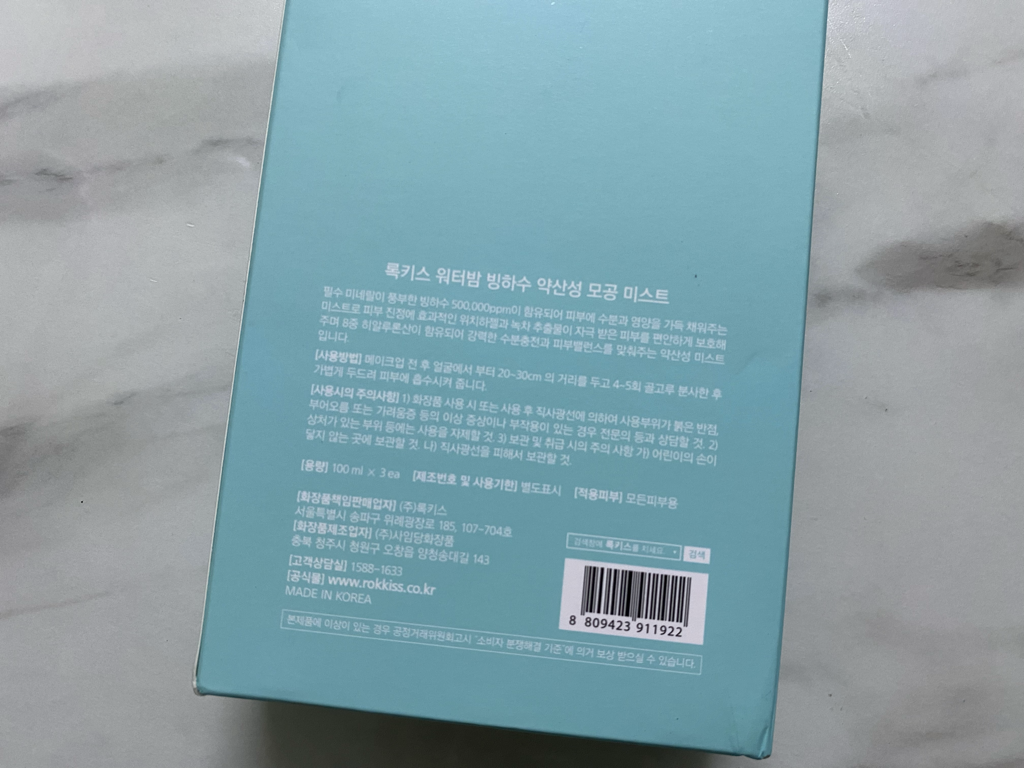 록키스 워터밤 빙하수 약산성 모공 미스트
필수 미네랄이 풍부한 빙하수 500,000ppm이 함유되어 피부에 수분과 영양을 가득 채워주는
미스트로 피부 진정에 효과적인 위치하젤과 녹차 추출물이 자극 받은 피부를 편안하게 보호해
주며 8중 히알루론산이 함유되어 강력한 수분충전과 피부밸런스를 맞춰주는 약산성 미스트
입니다.
[사용방법] 메이크업 전 후 얼굴에서 부터 20~30cm 의 거리를 두고 4~5회 골고루 분사한 후
가볍게 두드려 피부에 흡수시켜 줍니다.
[사용시의 주의사항] 1) 화장품 사용 시 또는 사용 후 직사광선에 의하여 사용부위가 붉은 반점,
부어오름 또는 가려움증 등의 이상 증상이나 부작용이 있는 경우 전문의 등과 상담할 것. 2)
상처가 있는 부위 등에는 사용을 자제할 것. 3) 보관 및 취급 시의 주의 사항 가) 어린이의 손이
닿지 않는 곳에 보관할 것. 나) 직사광선을 피해서 보관할 것.
[용량] 100 ml × 3 ea [제조번호 및 사용기한] 별도표시 [적용피부] 모든피부용
[화장품책임판매업자] (주)록키스
서울특별시 송파구 위례광장로 185, 107-704호
[화장품제조업자] (주)사임당화장품
충북 청주시 청원구 오창읍 양청송대길 143
[고객상담실] 1588-1633
[공식몰] www.rokkiss.co.kr
MADE IN KOREA
검색창에 록키스를 치세요. 검색
8 809423 911922
본제품에 이상이 있는 경우 공정거래위원회고시 '소비자 분쟁해결 기준'에 의거 보상 받으실 수 있습니다.